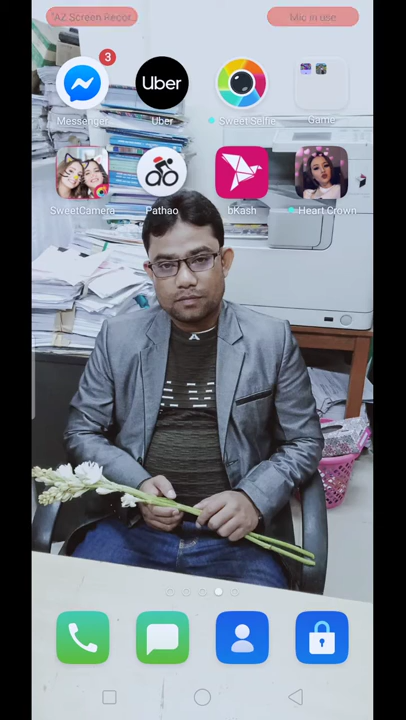 "AZ Screen Recor
Mic in use
3
Messenger
Uber
Uber
Sweet Selfie
Game
SweetCamera
Pathao
bKash
Heart Crown